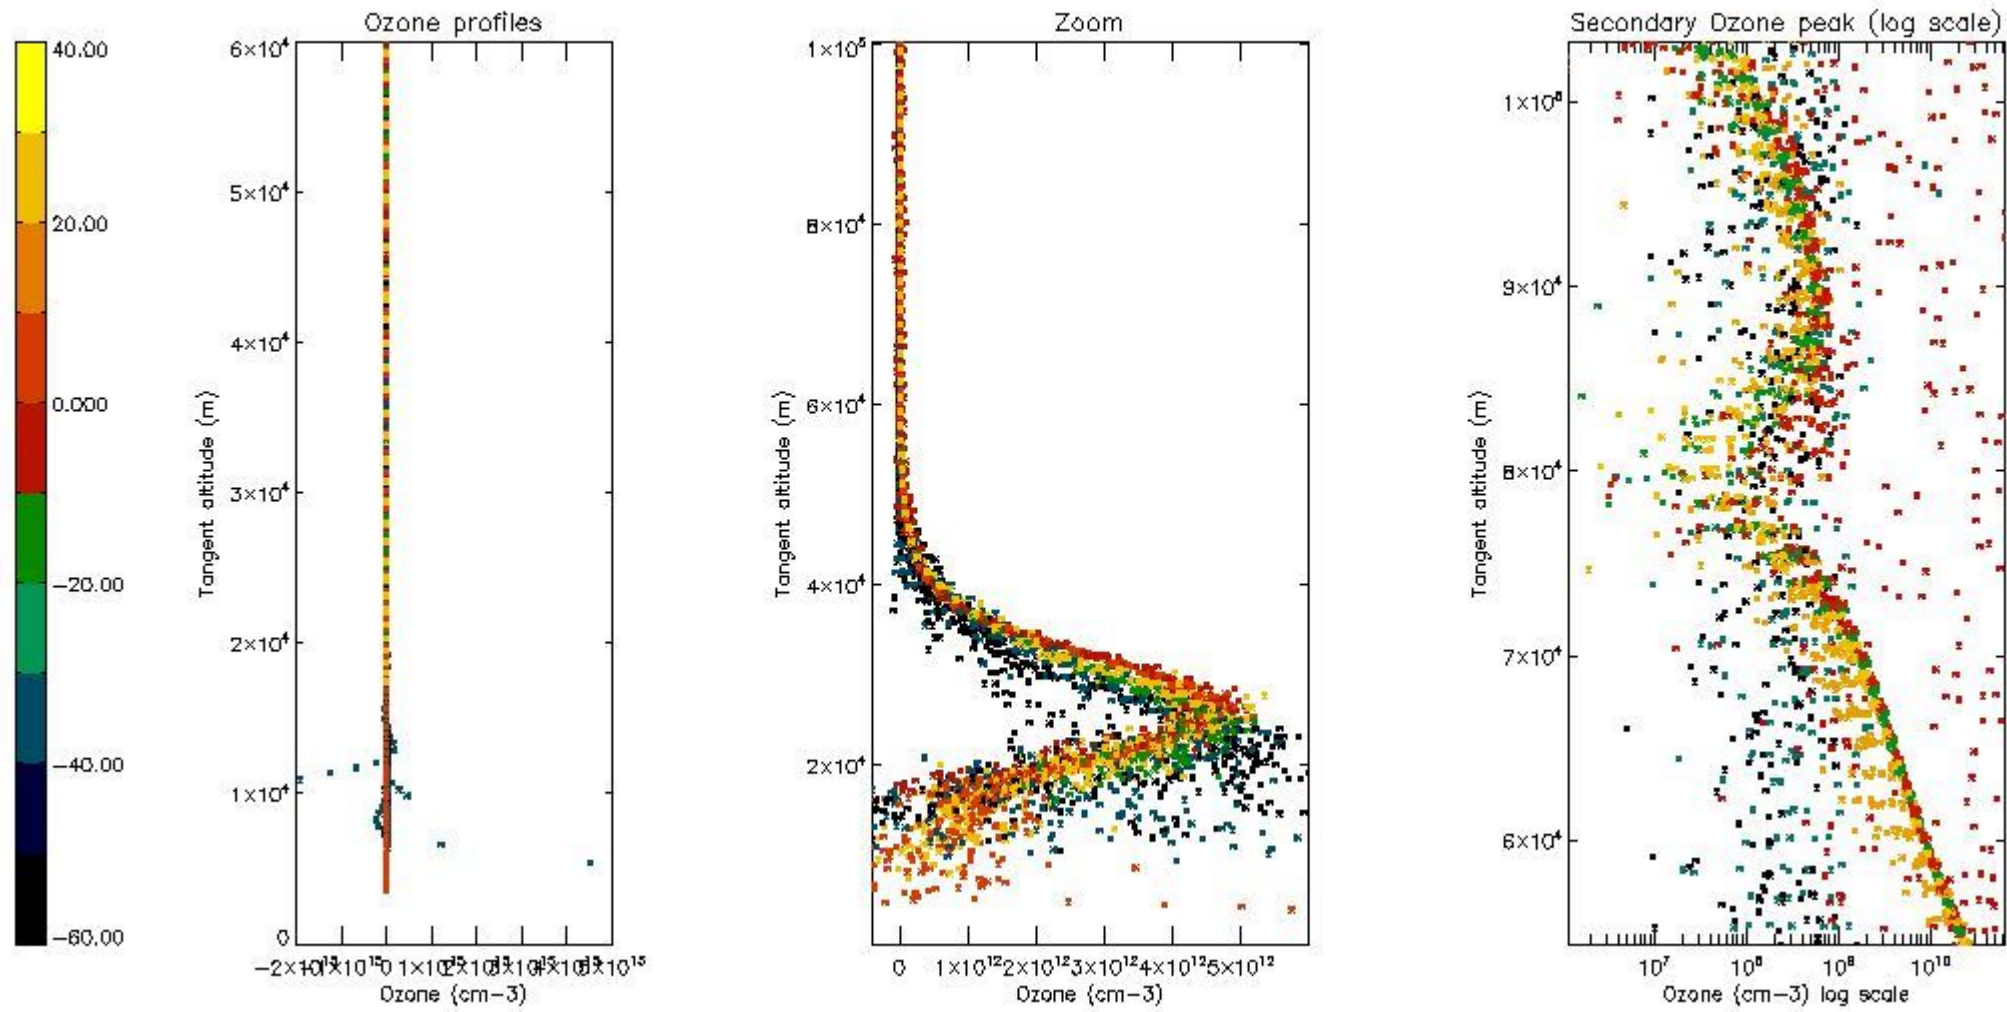 Ozone profiles
Zoom
Secondary Ozone peak (log scale)
40.00
20.00
0.000
−20.00
−40.00
−60.00
6×10⁴
5×10⁴
4×10⁴
3×10⁴
2×10⁴
1×10⁴
0
Tangent altitude (m)
0
Ozone (cm−3)
1×10⁵
8×10⁴
6×10⁴
4×10⁴
2×10⁴
Tangent altitude (m)
0 1×10¹² 2×10¹² 3×10¹² 4×10¹² 5×10¹²
Ozone (cm−3)
9×10⁴
8×10⁴
7×10⁴
6×10⁴
Tangent altitude (m)
10⁷ 10⁸ 10⁹ 10¹⁰
Ozone (cm−3) log scale